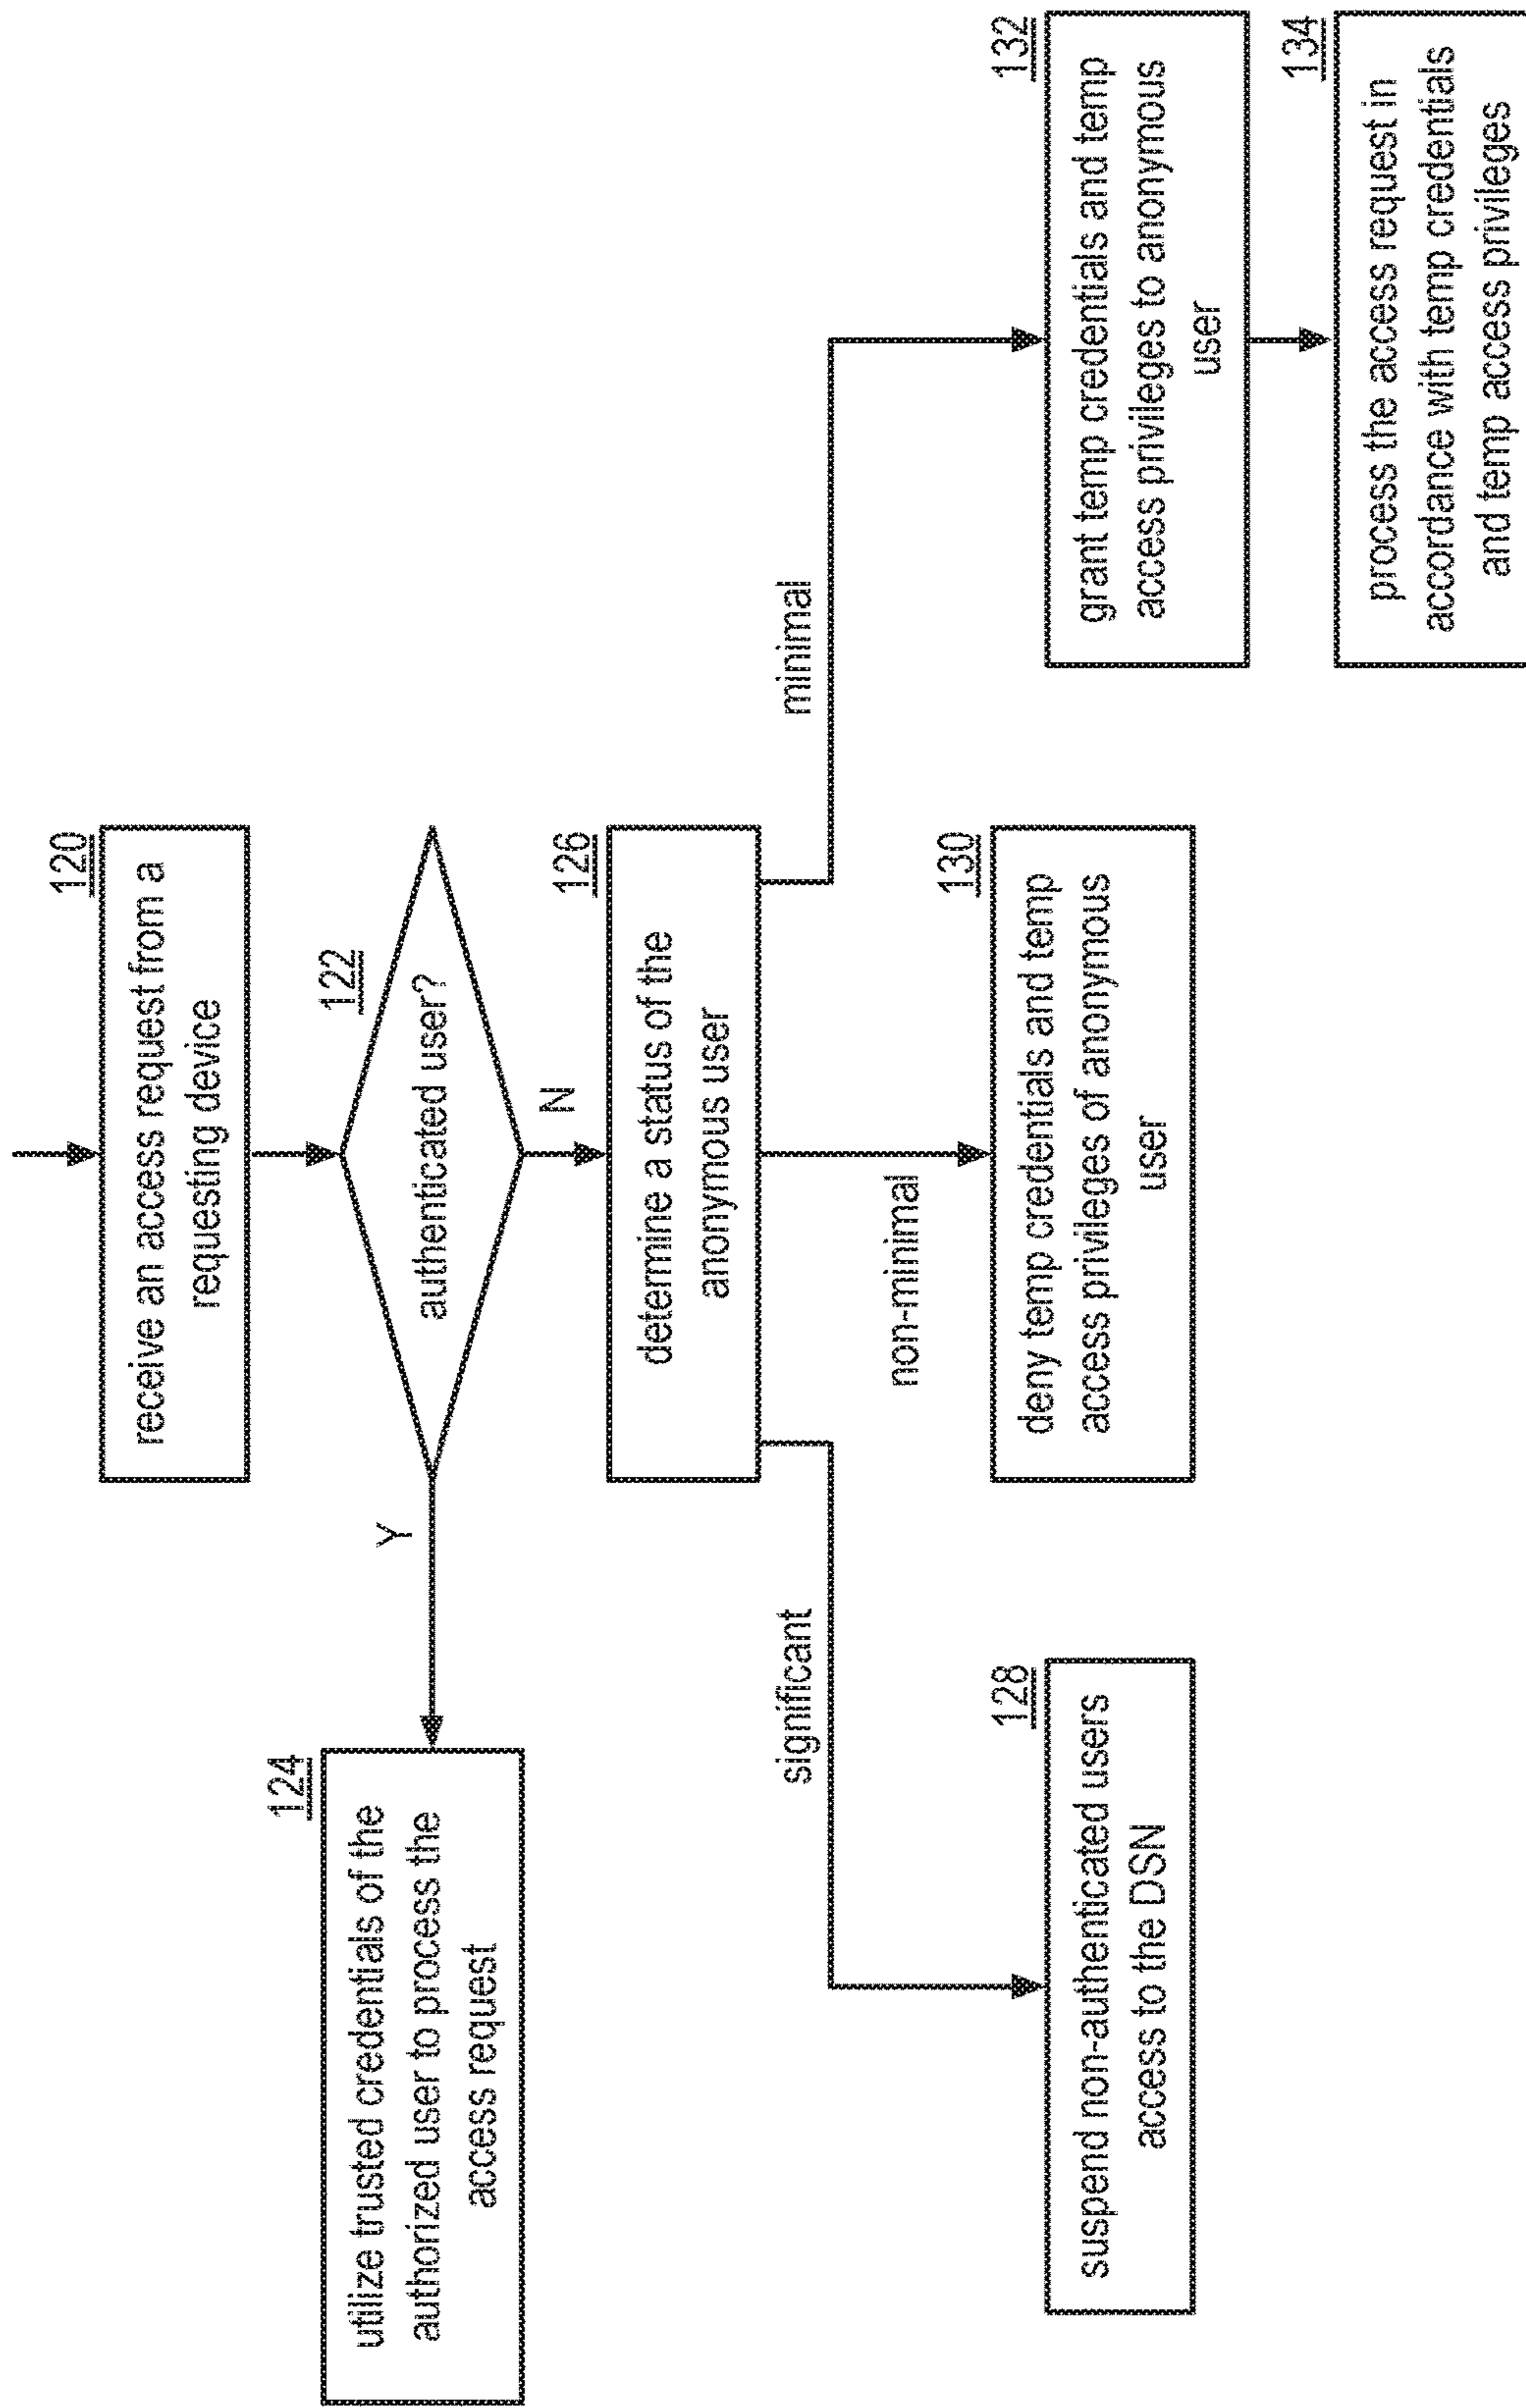 120
receive an access request from a
requesting device
122
authenticated user?
Y
N
124
utilize trusted credentials of the
authorized user to process the
access request
126
determine a status of the
anonymous user
significant
non-minimal
minimal
128
suspend non-authenticated users
access to the DSN
130
deny temp credentials and temp
access privileges of anonymous
user
132
grant temp credentials and temp
access privileges to anonymous
user
134
process the access request in
accordance with temp credentials
and temp access privileges